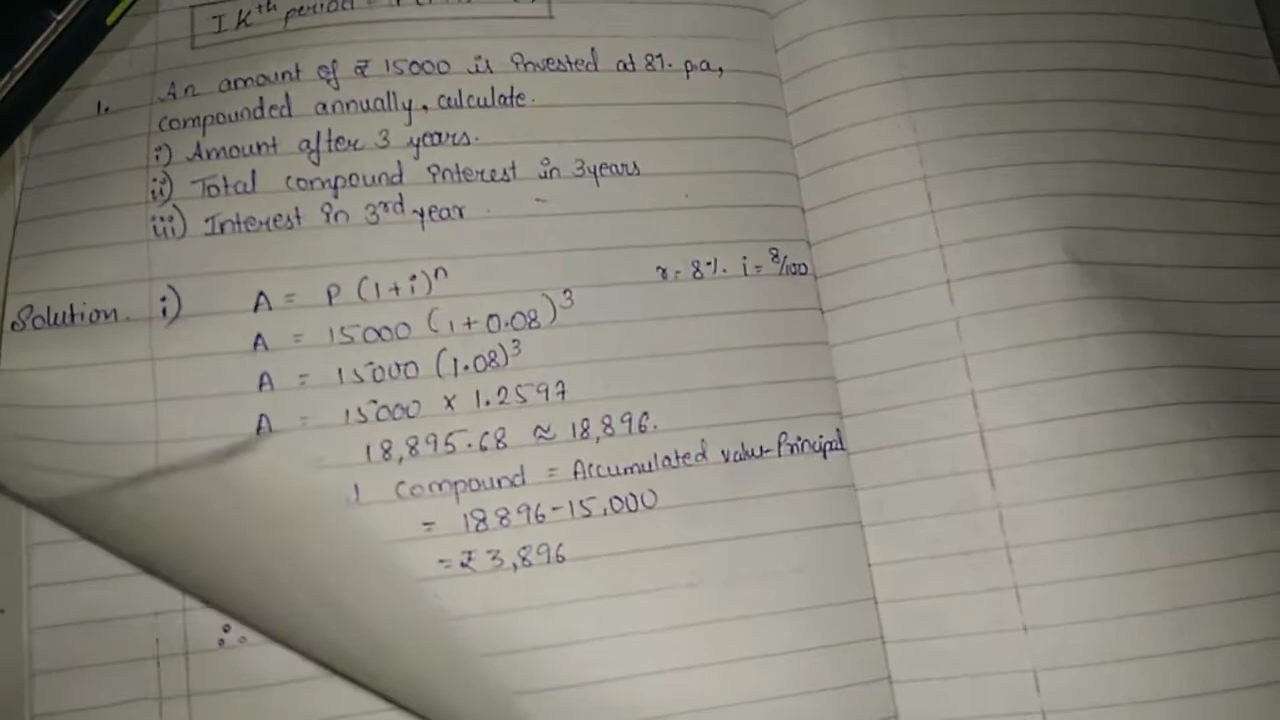 I Kth period =
1. An amount of ₹ 15000 is invested at 8%. p.a,
compounded annually, calculate.
i) Amount after 3 years.
ii) Total compound interest in 3years
iii) Interest in 3rd year.
Solution. i) A = P (1+i)^n r = 8%. i = 8/100
A = 15000 (1+0.08)^3
A = 15000 (1.08)^3
A = 15000 x 1.2597
18,895.68 ≈ 18,896.
l compound = Accumulated value-Principal
= 18896-15,000
=₹ 3,896
∴